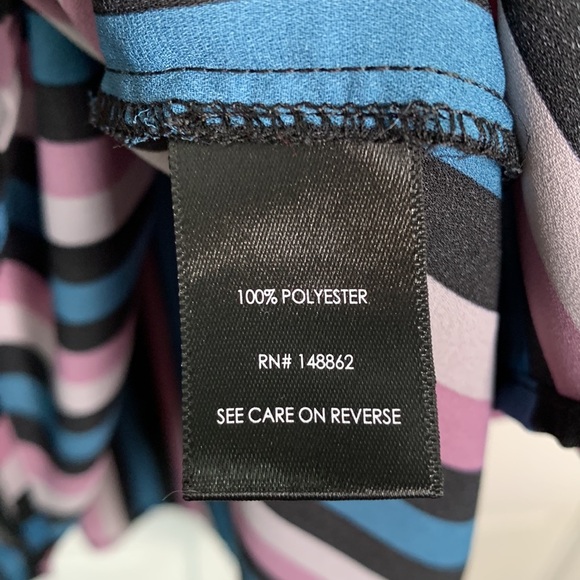 100% POLYESTER
RN# 148862
SEE CARE ON REVERSE